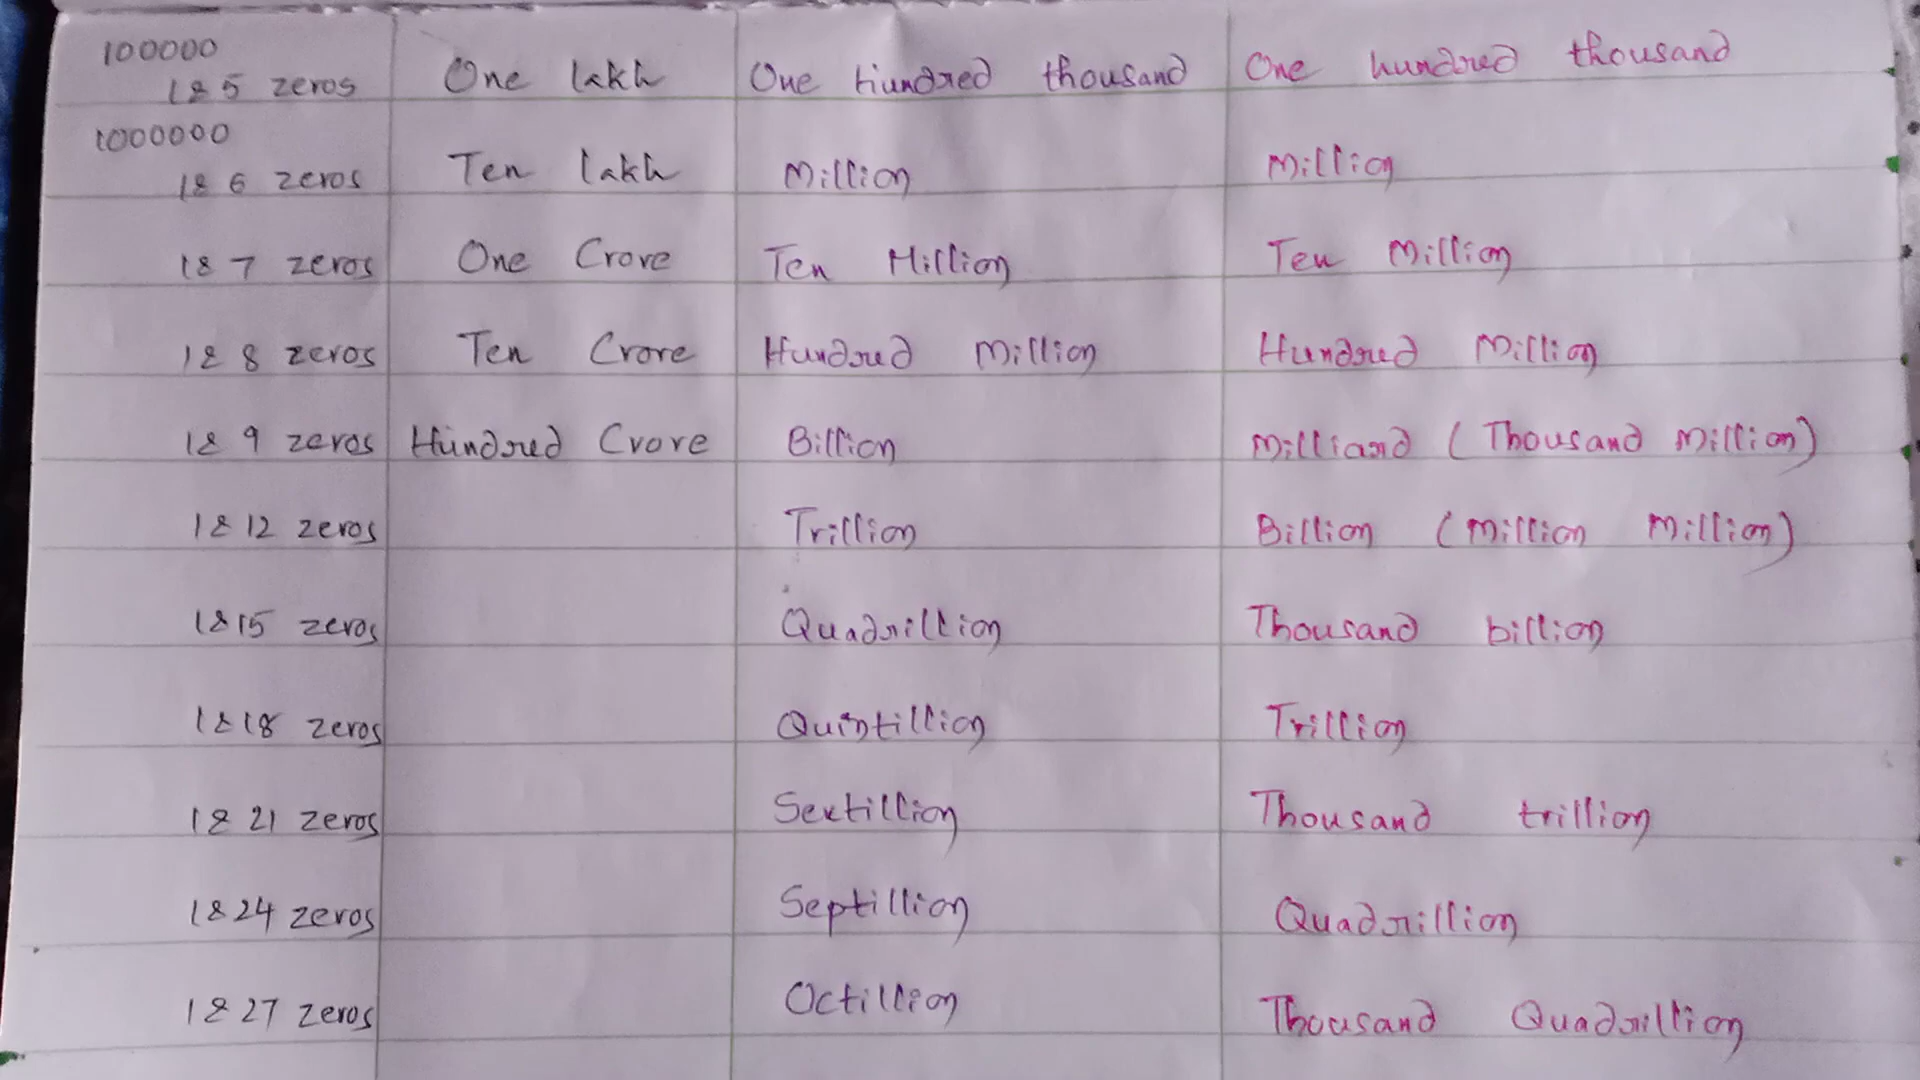 100000
1 & 5 zeros One lakh One Hundred thousand One hundred thousand
1000000
1 & 6 zeros Ten lakh Million Million
1 & 7 zeros One Crore Ten Million Ten Million
1 & 8 zeros Ten Crore Hundred Million Hundred Million
1 & 9 zeros Hundred Crore Billion Milliard (Thousand Million)
1 & 12 zeros Trillion Billion (Million Million)
1 & 15 zeros Quadrillion Thousand billion
1 & 18 zeros Quintillion Trillion
1 & 21 zeros Sextillion Thousand trillion
1 & 24 zeros Septillion Quadrillion
1 & 27 zeros Octillion Thousand Quadrillion